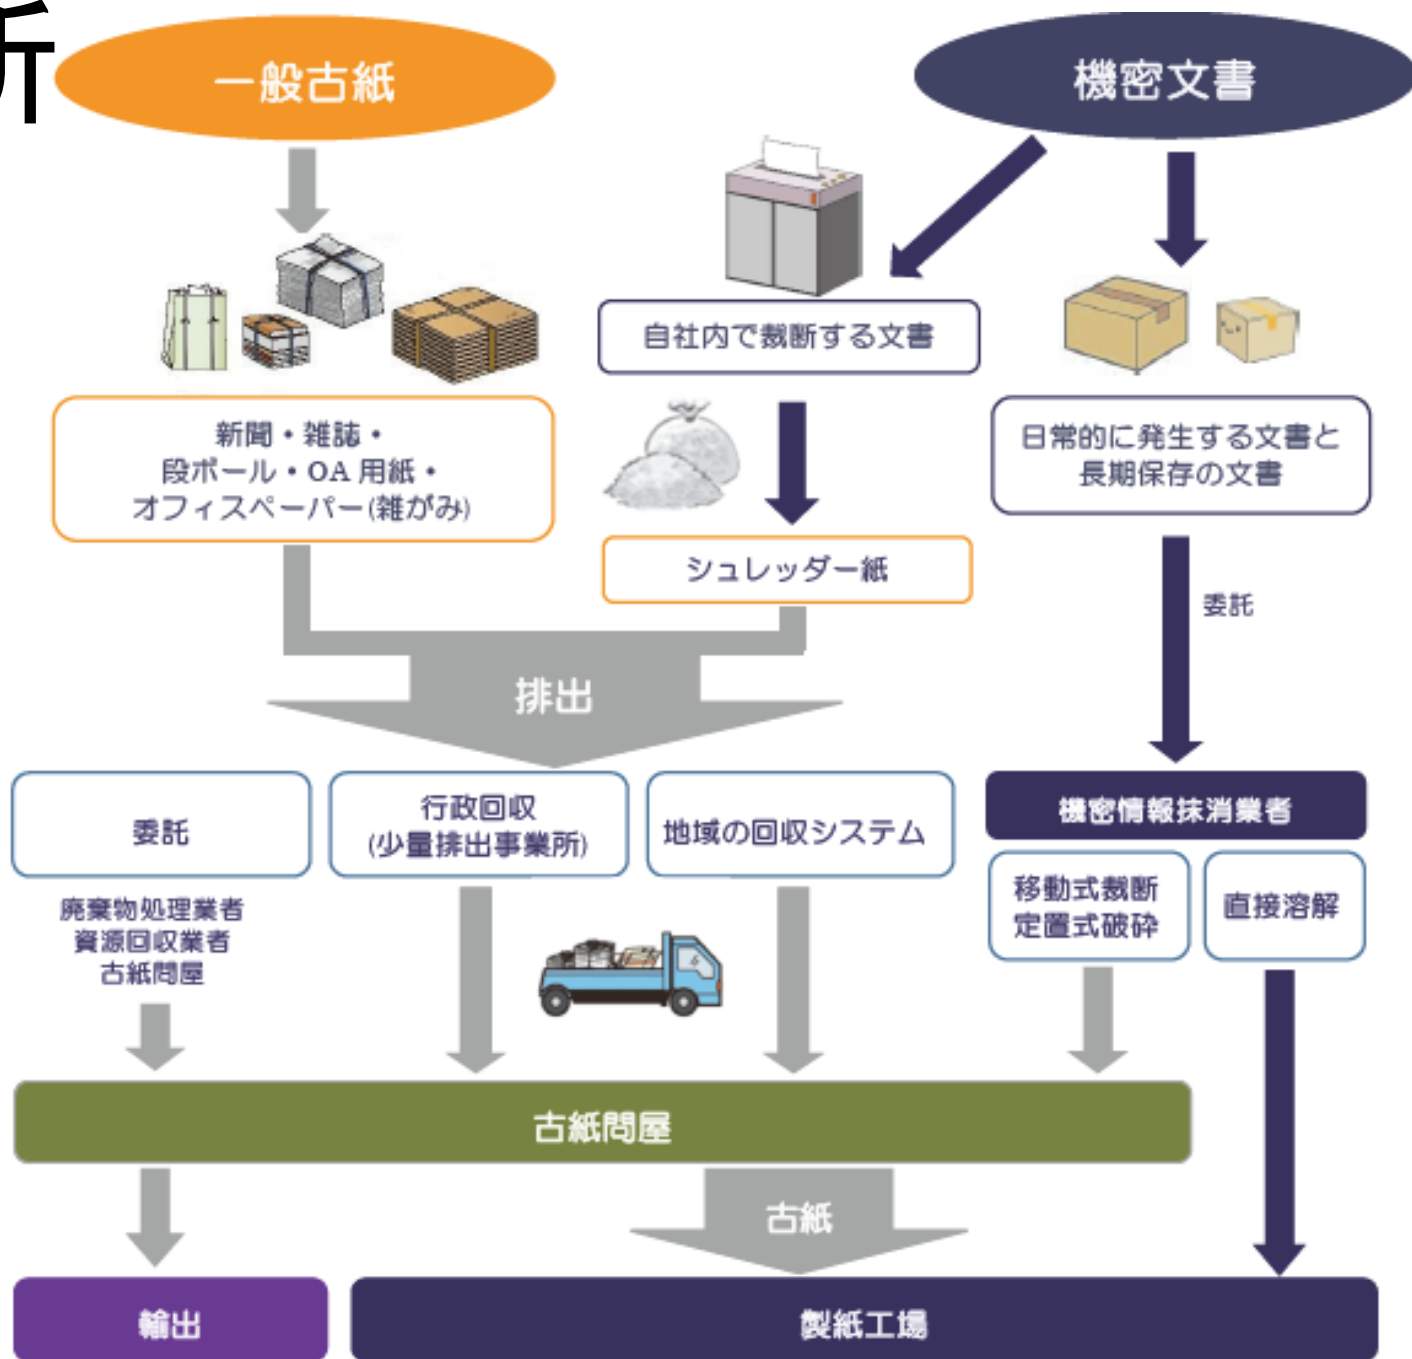 所
一般古紙
機密文書
自社内で裁断する文書
新聞・雑誌・
段ボール・OA 用紙・
オフィスペーパー(雑がみ)
日常的に発生する文書と
長期保存の文書
シュレッダー紙
委託
排出
委託
行政回収
(少量排出事業所)
地域の回収システム
機密情報抹消業者
廃棄物処理業者
資源回収業者
古紙問屋
移動式裁断
定置式破砕
直接溶解
古紙問屋
古紙
輸出
製紙工場